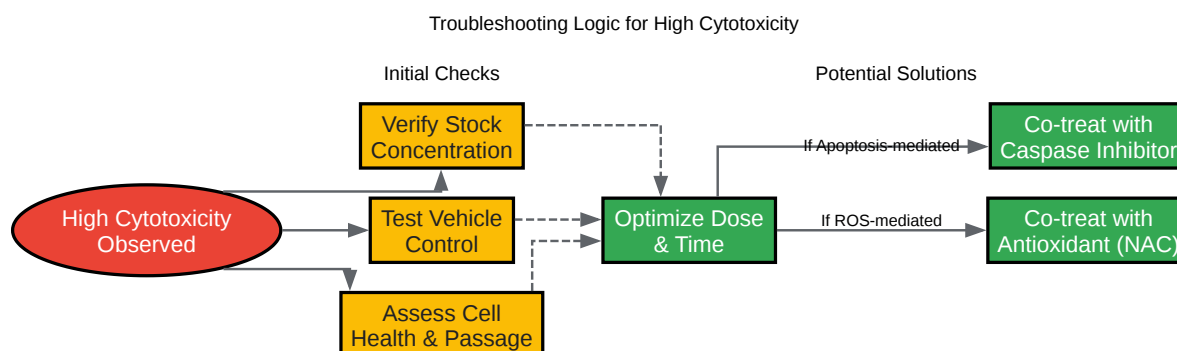 Troubleshooting Logic for High Cytotoxicity
Initial Checks
Potential Solutions
Verify Stock
Concentration
Co-treat with
Caspase Inhibitor
If Apoptosis-mediated
High Cytotoxicity
Observed
Test Vehicle
Control
Optimize Dose
& Time
If ROS-mediated
Co-treat with
Antioxidant (NAC)
Assess Cell
Health & Passage